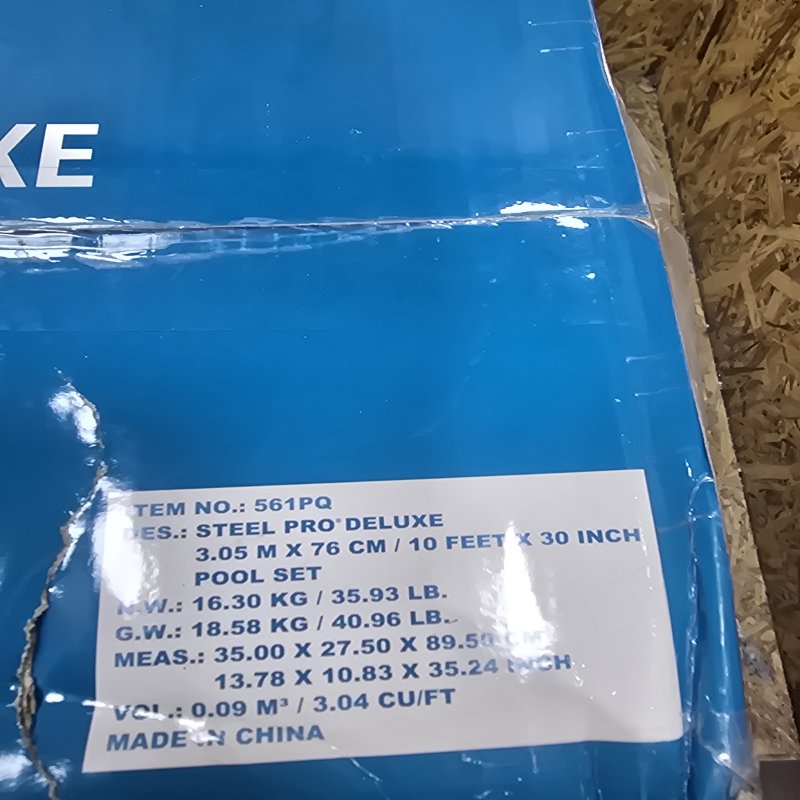 KE
ITEM NO.: 561PQ
DES.: STEEL PRO® DELUXE
3.05 M X 76 CM / 10 FEET X 30 INCH
POOL SET
N.W.: 16.30 KG / 35.93 LB.
G.W.: 18.58 KG / 40.96 LB.
MEAS.: 35.00 X 27.50 X 89.50 CM
13.78 X 10.83 X 35.24 INCH
VOL.: 0.09 M³ / 3.04 CU/FT
MADE IN CHINA